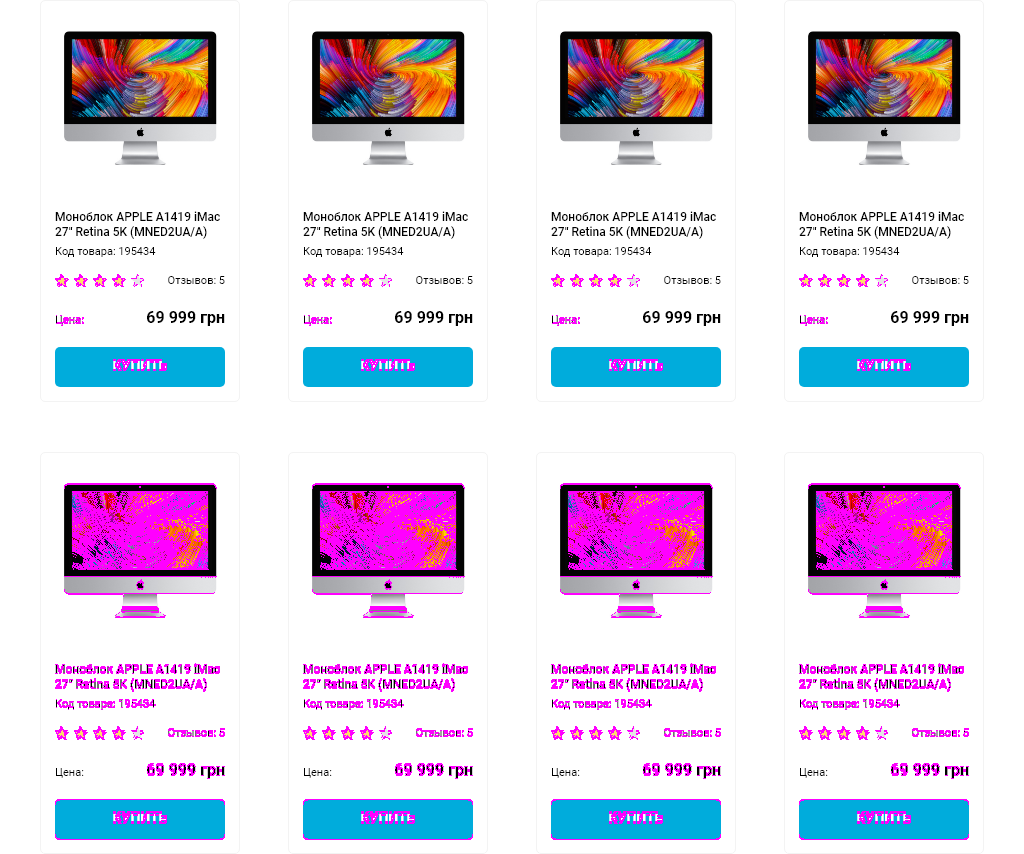 Моноблок APPLE A1419 iMac
27" Retina 5K (MNED2UA/A)
Код товара: 195434
Отзывов: 5
Цена: 69 999 грн
КУПИТЬ
Моноблок APPLE A1419 iMac
27" Retina 5K (MNED2UA/A)
Код товара: 195434
Отзывов: 5
Цена: 69 999 грн
КУПИТЬ
Моноблок APPLE A1419 iMac
27" Retina 5K (MNED2UA/A)
Код товара: 195434
Отзывов: 5
Цена: 69 999 грн
КУПИТЬ
Моноблок APPLE A1419 iMac
27" Retina 5K (MNED2UA/A)
Код товара: 195434
Отзывов: 5
Цена: 69 999 грн
КУПИТЬ
Моноблок APPLE A1419 iMac
27" Retina 5K (MNED2UA/A)
Код товара: 195434
Отзывов: 5
Цена: 69 999 грн
КУПИТЬ
Моноблок APPLE A1419 iMac
27" Retina 5K (MNED2UA/A)
Код товара: 195434
Отзывов: 5
Цена: 69 999 грн
КУПИТЬ
Моноблок APPLE A1419 iMac
27" Retina 5K (MNED2UA/A)
Код товара: 195434
Отзывов: 5
Цена: 69 999 грн
КУПИТЬ
Моноблок APPLE A1419 iMac
27" Retina 5K (MNED2UA/A)
Код товара: 195434
Отзывов: 5
Цена: 69 999 грн
КУПИТЬ